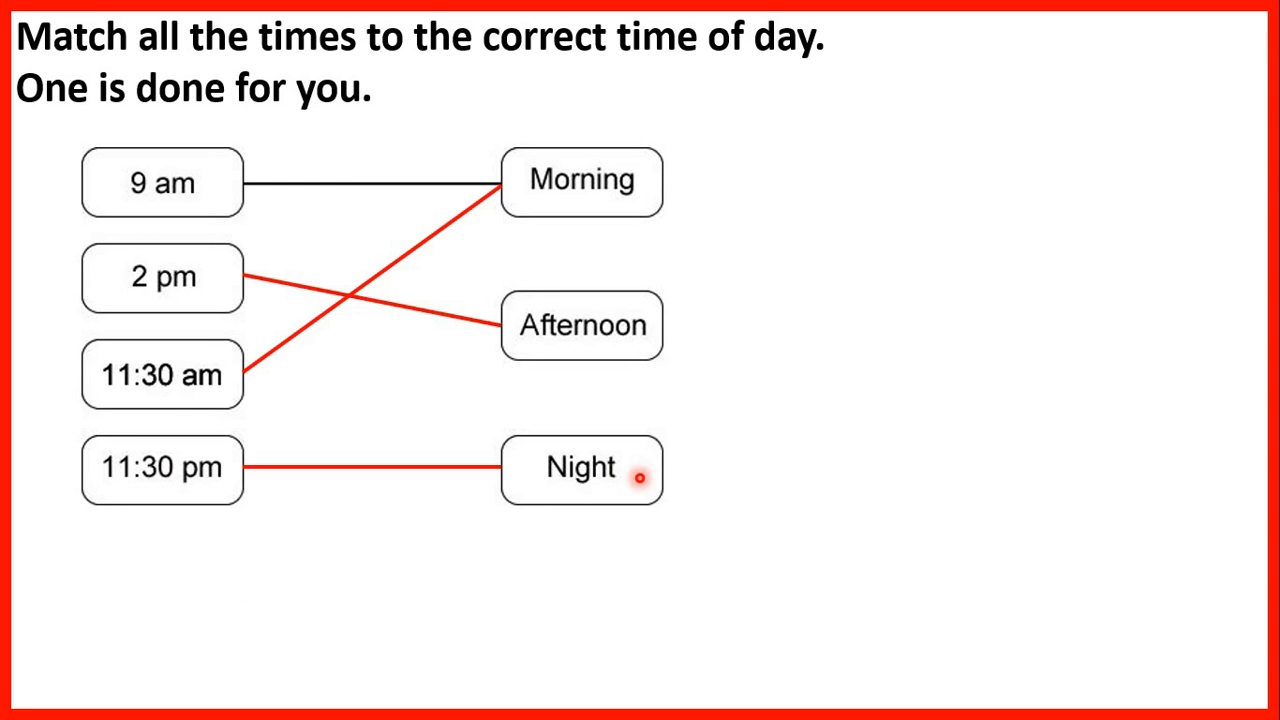 Match all the times to the correct time of day.
One is done for you.
9 am
Morning
2 pm
Afternoon
11:30 am
11:30 pm
Night